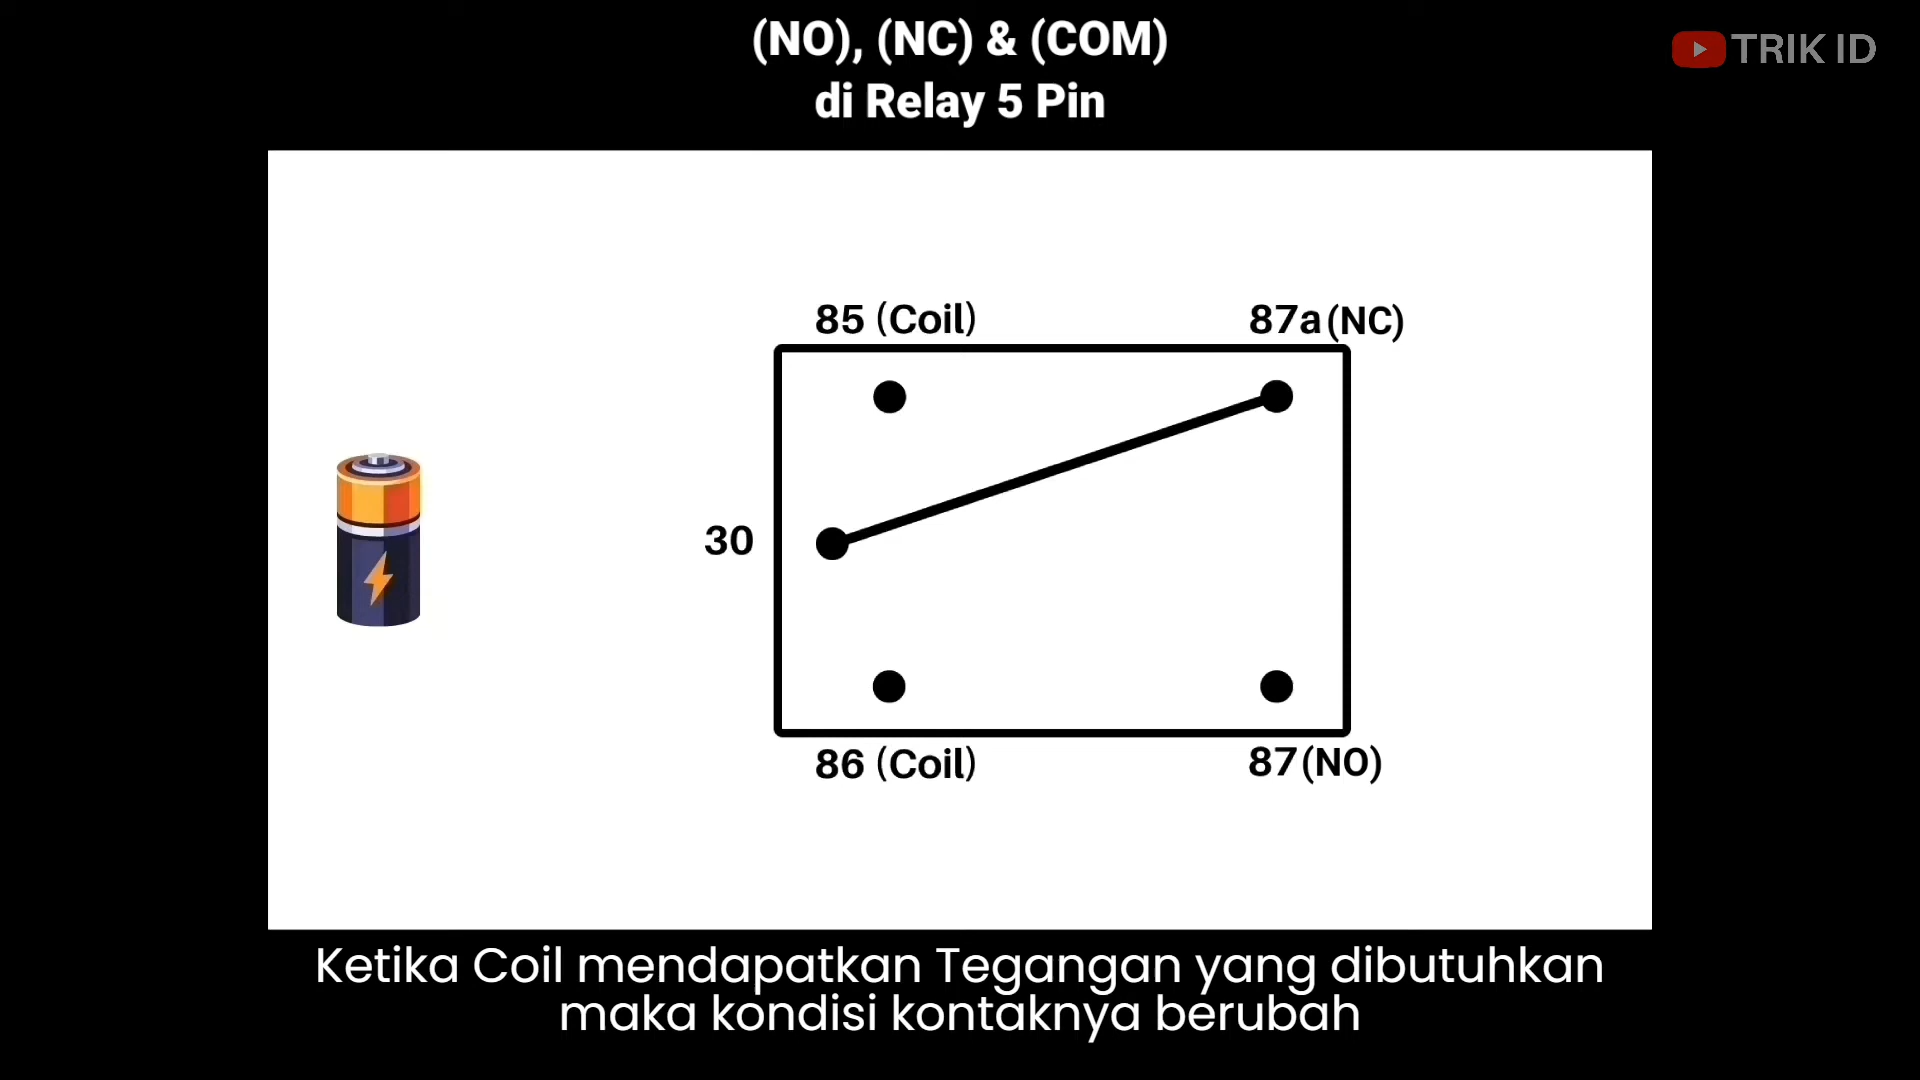 (NO), (NC) & (COM)
di Relay 5 Pin
TRIK ID
85 (Coil)
87a (NC)
30
86 (Coil)
87 (NO)
Ketika Coil mendapatkan Tegangan yang dibutuhkan
maka kondisi kontaknya berubah